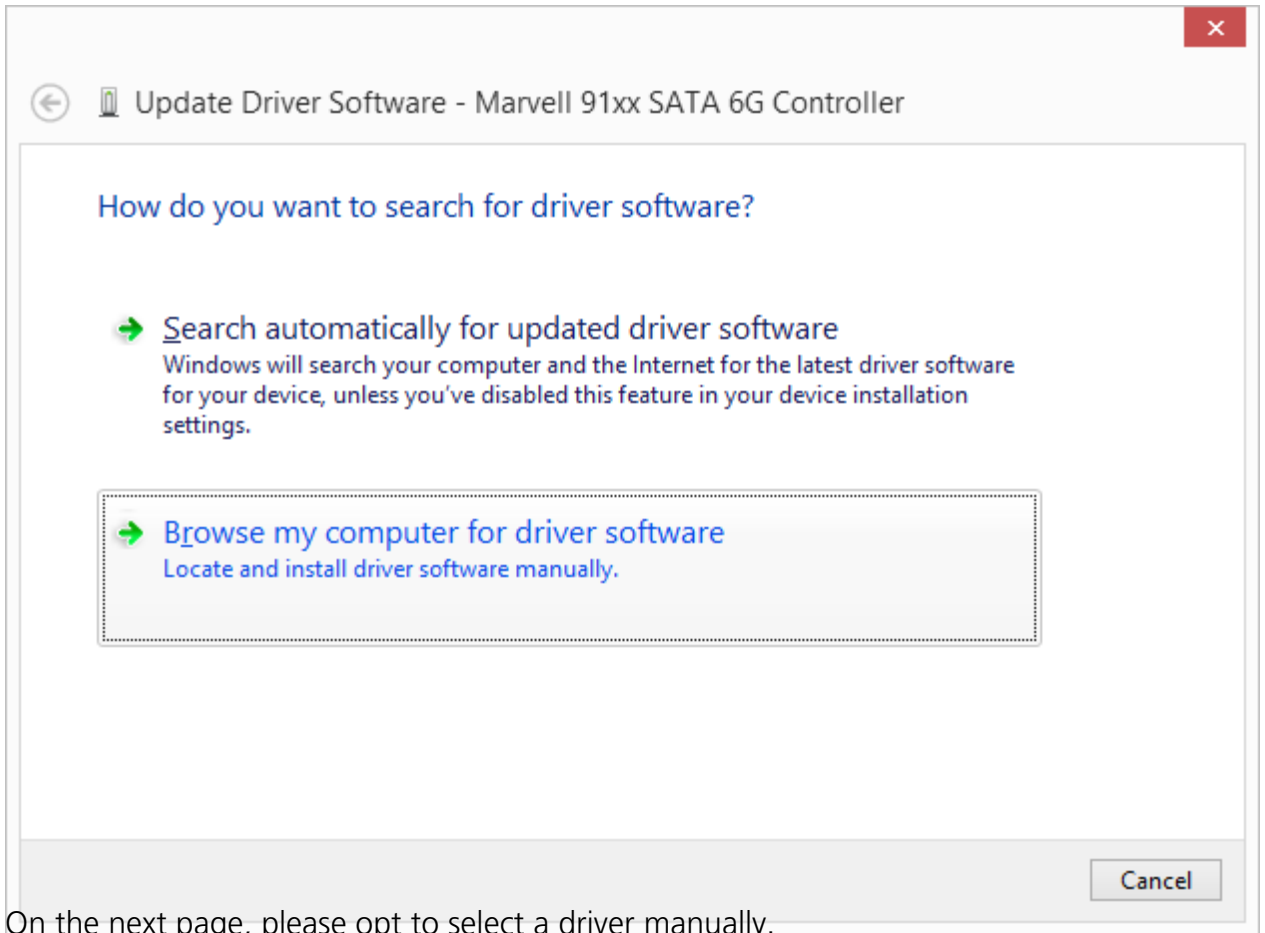 Update Driver Software - Marvell 91xx SATA 6G Controller
How do you want to search for driver software?
Search automatically for updated driver software
Windows will search your computer and the Internet for the latest driver software
for your device, unless you've disabled this feature in your device installation
settings.
Browse my computer for driver software
Locate and install driver software manually.
Cancel
On the next page, please opt to select a driver manually.